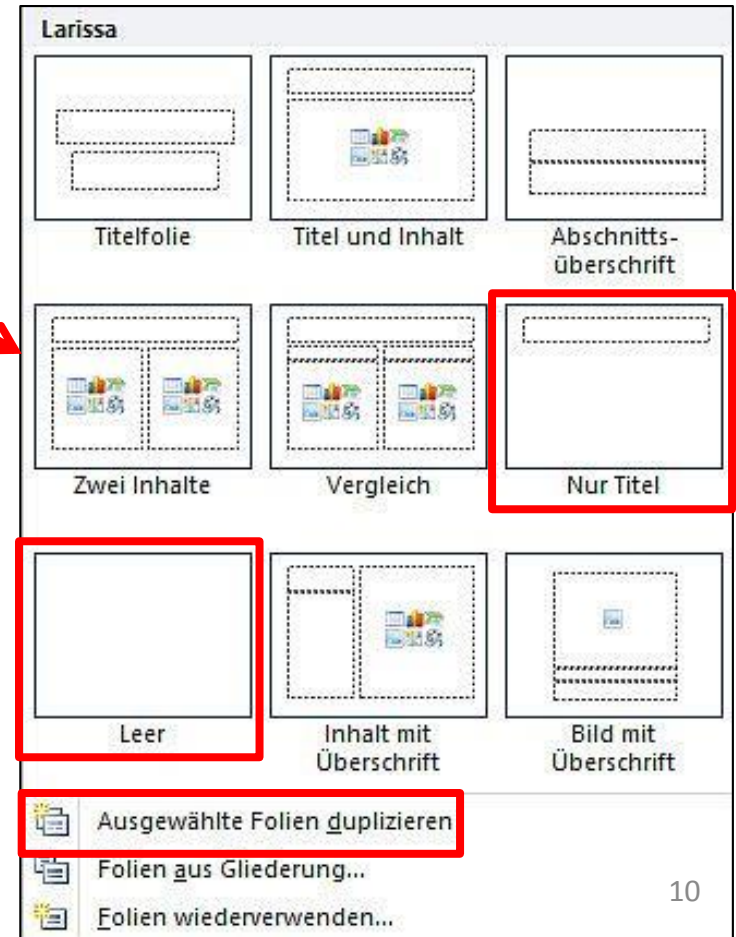 Larissa
Titelfolie
Titel und Inhalt
Abschnitts-
überschrift
Zwei Inhalte
Vergleich
Nur Titel
Leer
Inhalt mit
Überschrift
Bild mit
Überschrift
Ausgewählte Folien duplizieren
Folien aus Gliederung...
Folien wiederverwenden...
10